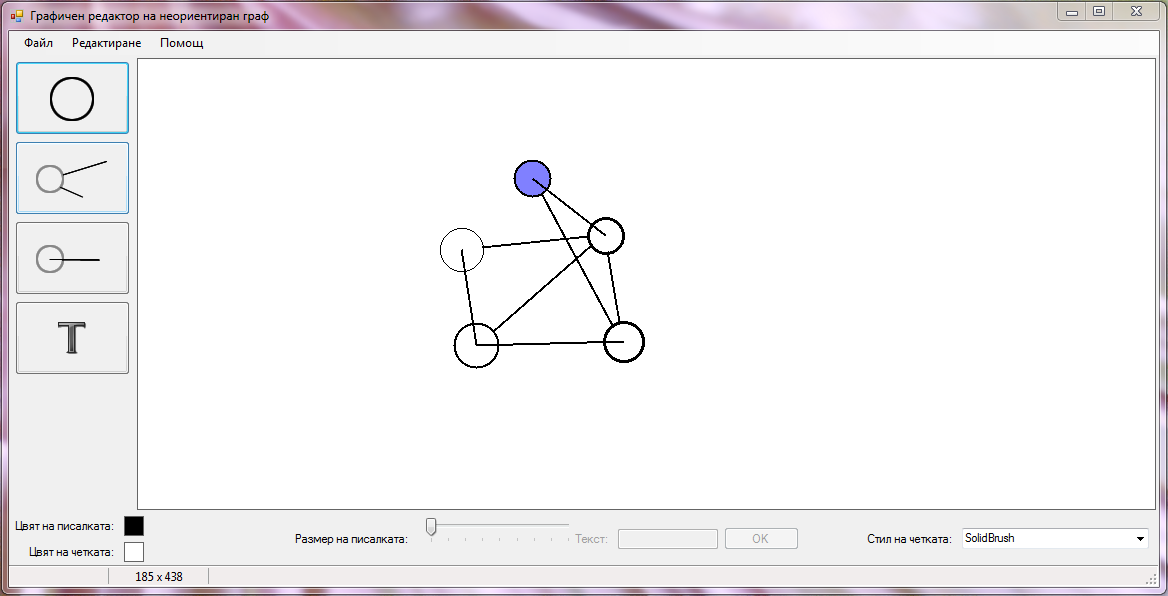 Графичен редактор на неориентиран граф
Файл Редактиране Помощ
T
Цвят на писалката:
Цвят на четката:
Размер на писалката:
Текст:
OK
Стил на четката:
SolidBrush
185 x 438